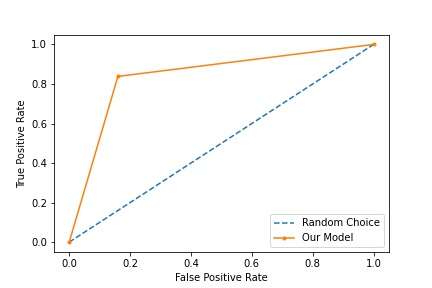 1.0
0.8
0.6
0.4
0.2
0.0
True Positive Rate
0.0 0.2 0.4 0.6 0.8 1.0
False Positive Rate
Random Choice
Our Model